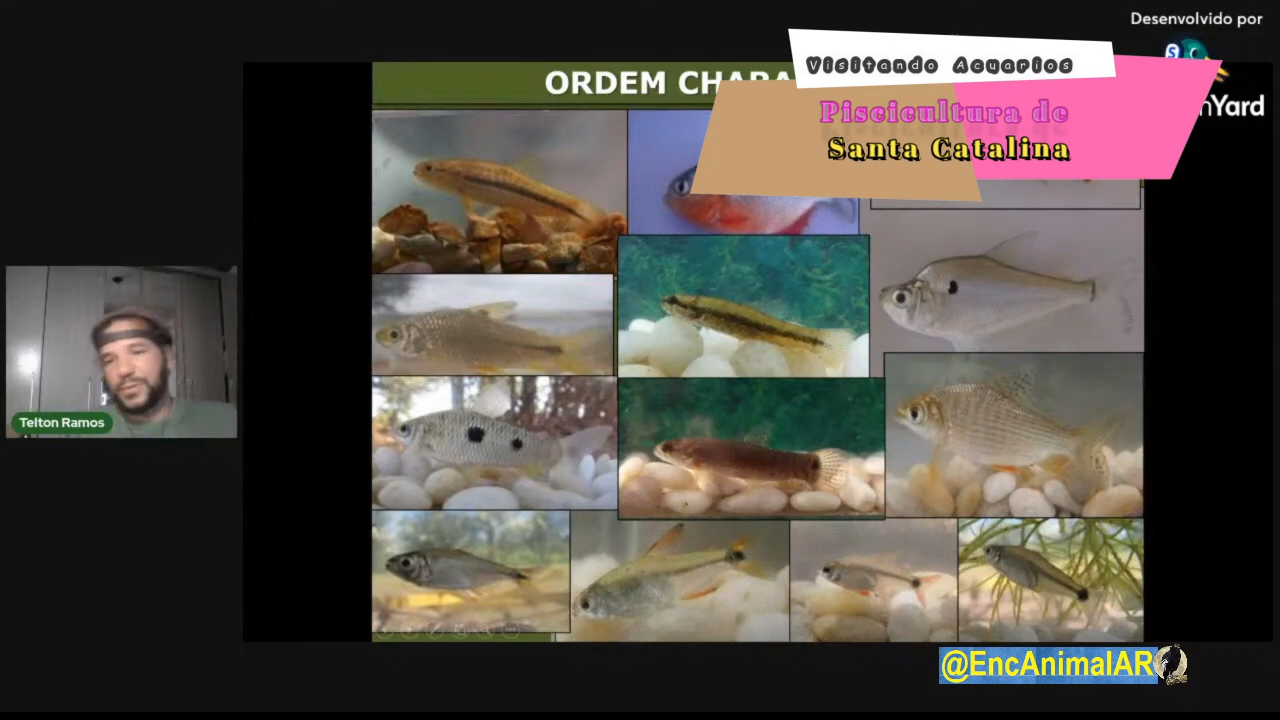 Desenvolvido por
Visitando Acuarios
ORDEM CHARA
Piscicultura de
Yard
Santa Catalina
Telton Ramos
@EncAnimalAR